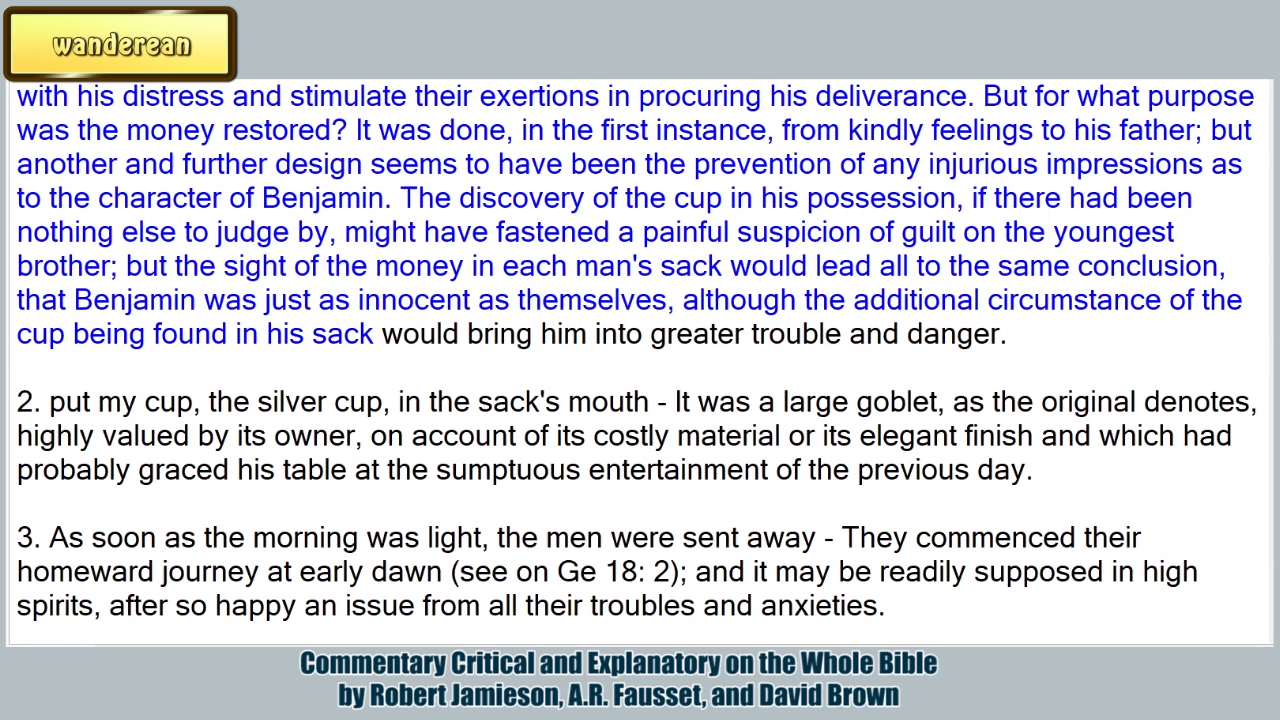 wanderean
with his distress and stimulate their exertions in procuring his deliverance. But for what purpose
was the money restored? It was done, in the first instance, from kindly feelings to his father; but
another and further design seems to have been the prevention of any injurious impressions as
to the character of Benjamin. The discovery of the cup in his possession, if there had been
nothing else to judge by, might have fastened a painful suspicion of guilt on the youngest
brother; but the sight of the money in each man's sack would lead all to the same conclusion,
that Benjamin was just as innocent as themselves, although the additional circumstance of the
cup being found in his sack would bring him into greater trouble and danger.
2. put my cup, the silver cup, in the sack's mouth - It was a large goblet, as the original denotes,
highly valued by its owner, on account of its costly material or its elegant finish and which had
probably graced his table at the sumptuous entertainment of the previous day.
3. As soon as the morning was light, the men were sent away - They commenced their
homeward journey at early dawn (see on Ge 18: 2); and it may be readily supposed in high
spirits, after so happy an issue from all their troubles and anxieties.
Commentary Critical and Explanatory on the Whole Bible
by Robert Jamieson, A.R. Fausset, and David Brown